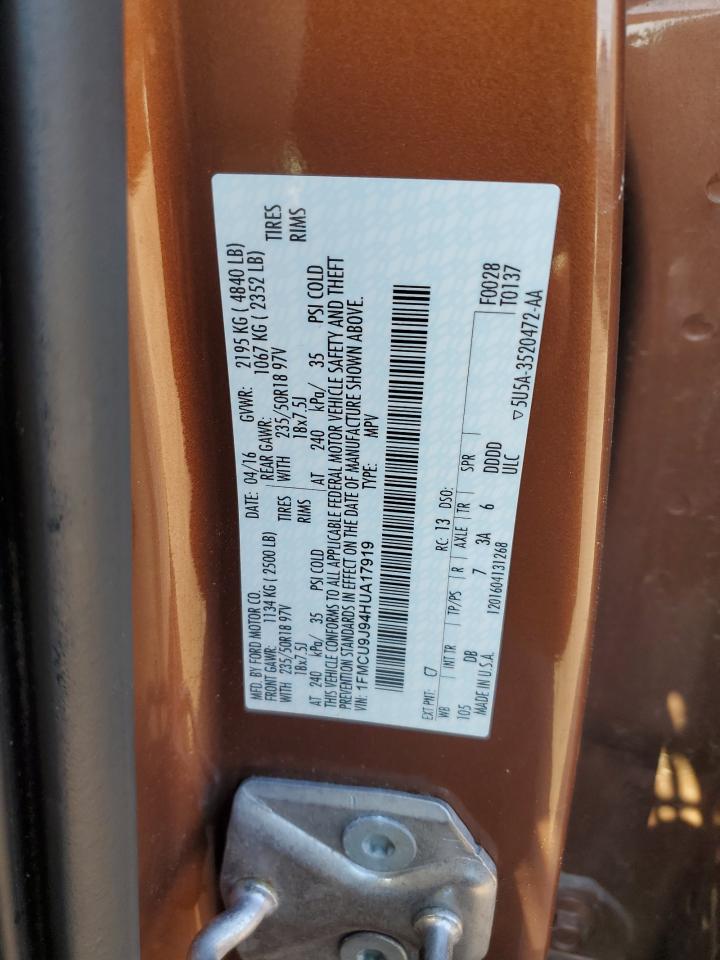 MFD. BY FORD MOTOR CO.
DATE: 04/16 GVWR: 2195 KG ( 4840 LB)
FRONT GAWR: 1134 KG ( 2500 LB) REAR GAWR: 1067 KG ( 2352 LB)
WITH 235/50R18 97V TIRES WITH 235/50R18 97V TIRES
18x7.5J RIMS 18x7.5J RIMS
AT 240 kPa/ 35 PSI COLD AT 240 kPa/ 35 PSI COLD
THIS VEHICLE CONFORMS TO ALL APPLICABLE FEDERAL MOTOR VEHICLE SAFETY AND THEFT
PREVENTION STANDARDS IN EFFECT ON THE DATE OF MANUFACTURE SHOWN ABOVE.
VIN: 1FMCU9J94HUA17919 TYPE: MPV
EXT PNT: C7 RC: 13 DSO: F0028
WB INT TR TP/PS R AXLE TR SPR T0137
105 DB 7 3A 6 DDDD
MADE IN U.S.A. 1201604131268 ULC ▽5U5A-3520472-AA